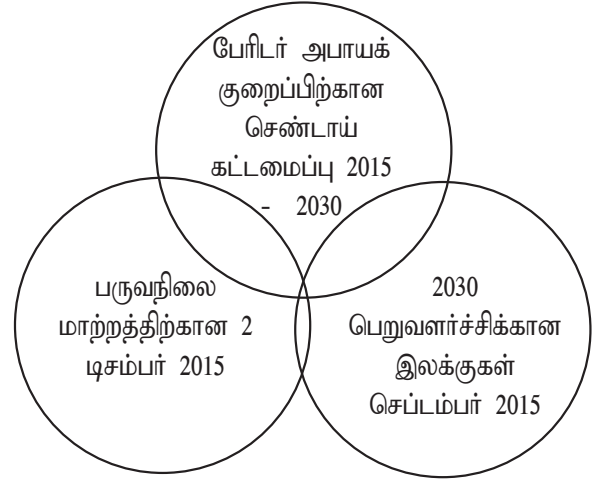 பேரிடர் அபாயக்
குறைப்பிற்கான
செண்டாய்
கட்டமைப்பு 2015
- 2030
பருவநிலை
மாற்றத்திற்கான 2
டிசம்பர் 2015
2030
பெறுவளர்ச்சிக்கான
இலக்குகள்
செப்டம்பர் 2015